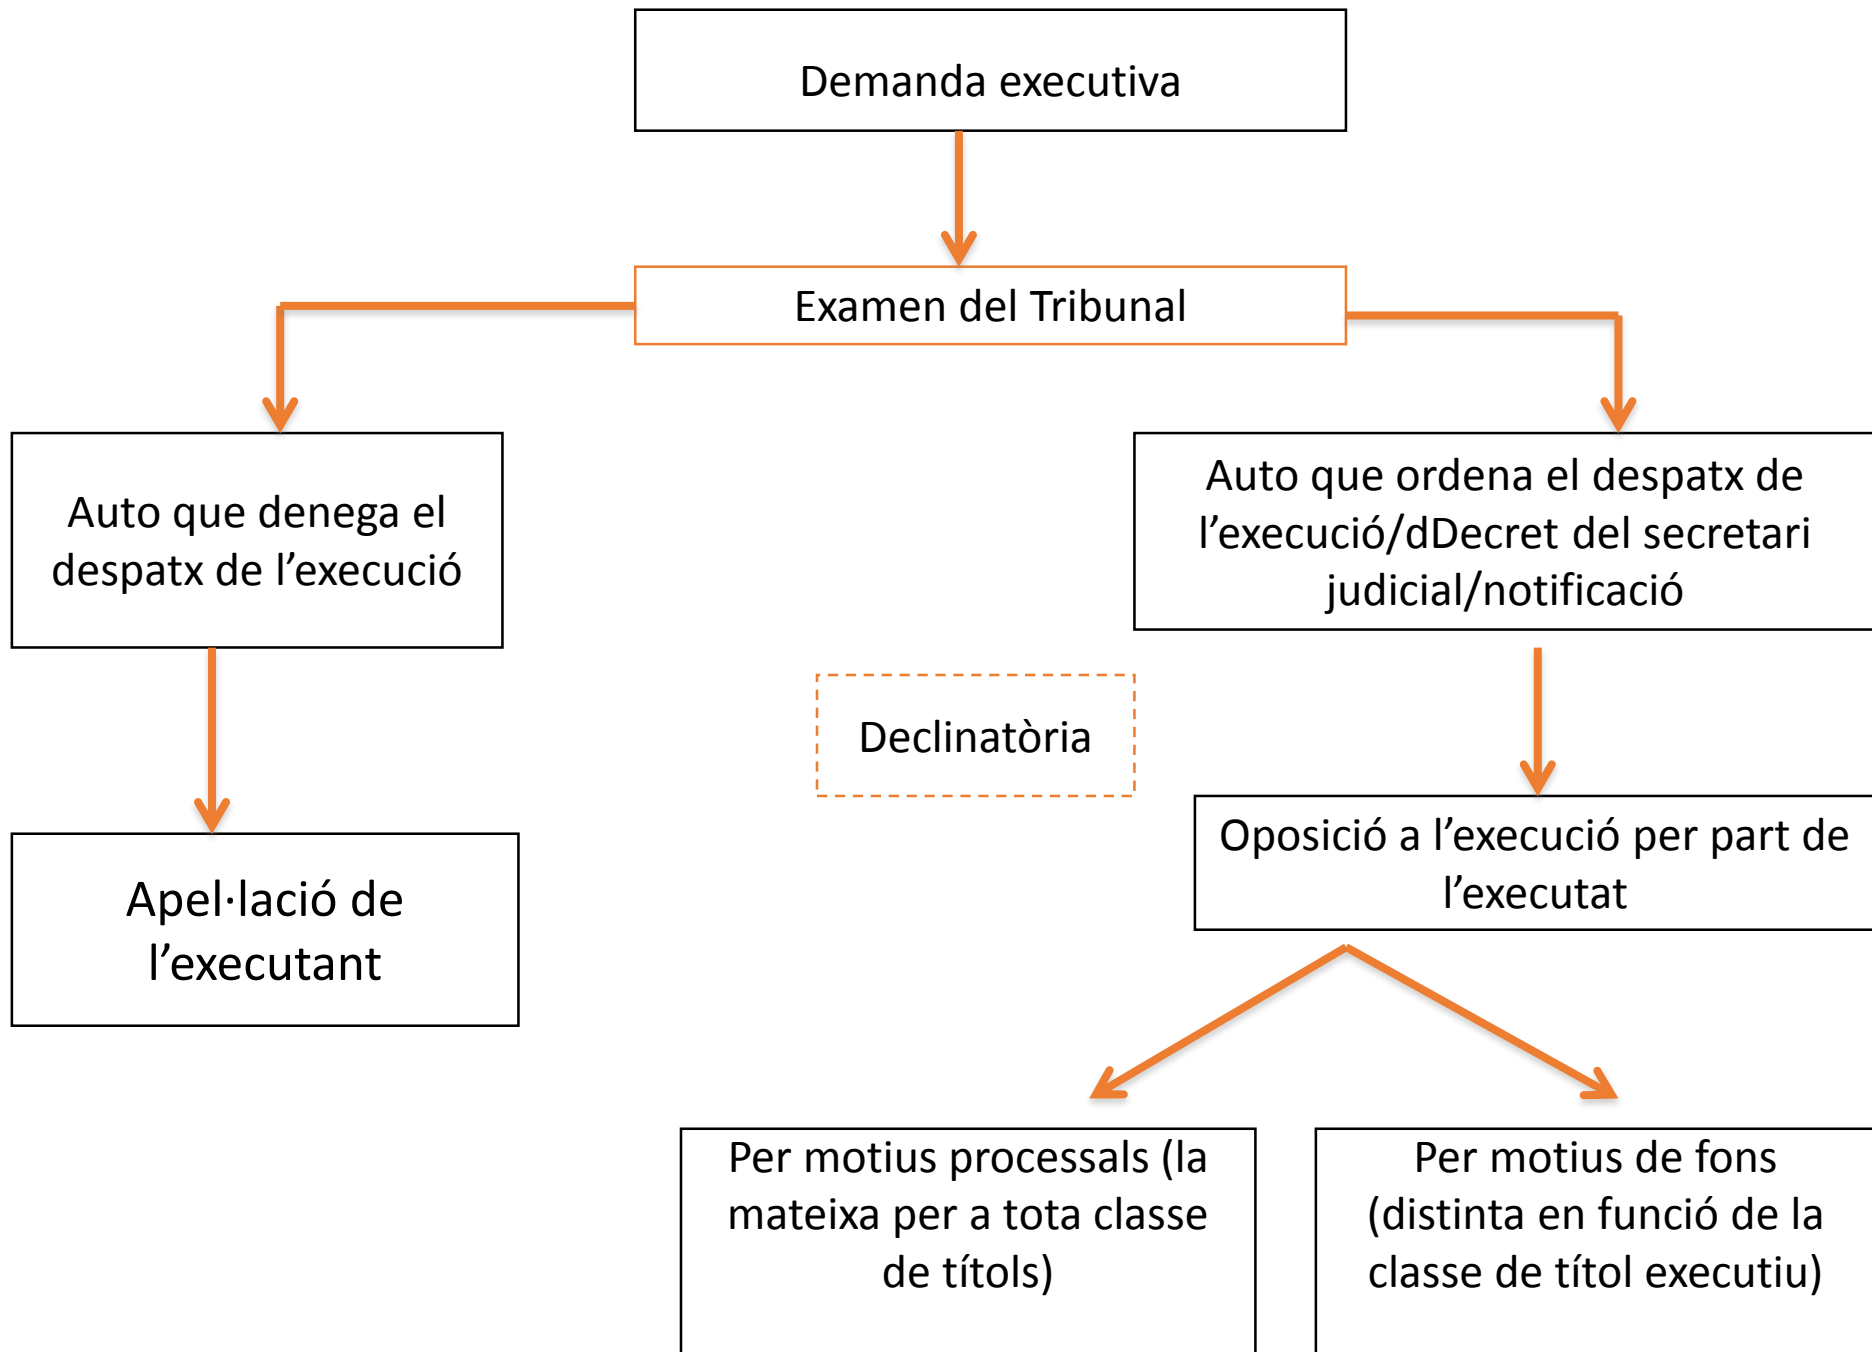 Demanda executiva
Examen del Tribunal
Auto que denega el
despatx de l’execució
Auto que ordena el despatx de
l’execució/dDecret del secretari
judicial/notificació
Declinatòria
Apel·lació de
l’executant
Oposició a l’execució per part de
l’executat
Per motius processals (la
mateixa per a tota classe
de títols)
Per motius de fons
(distinta en funció de la
classe de títol executiu)